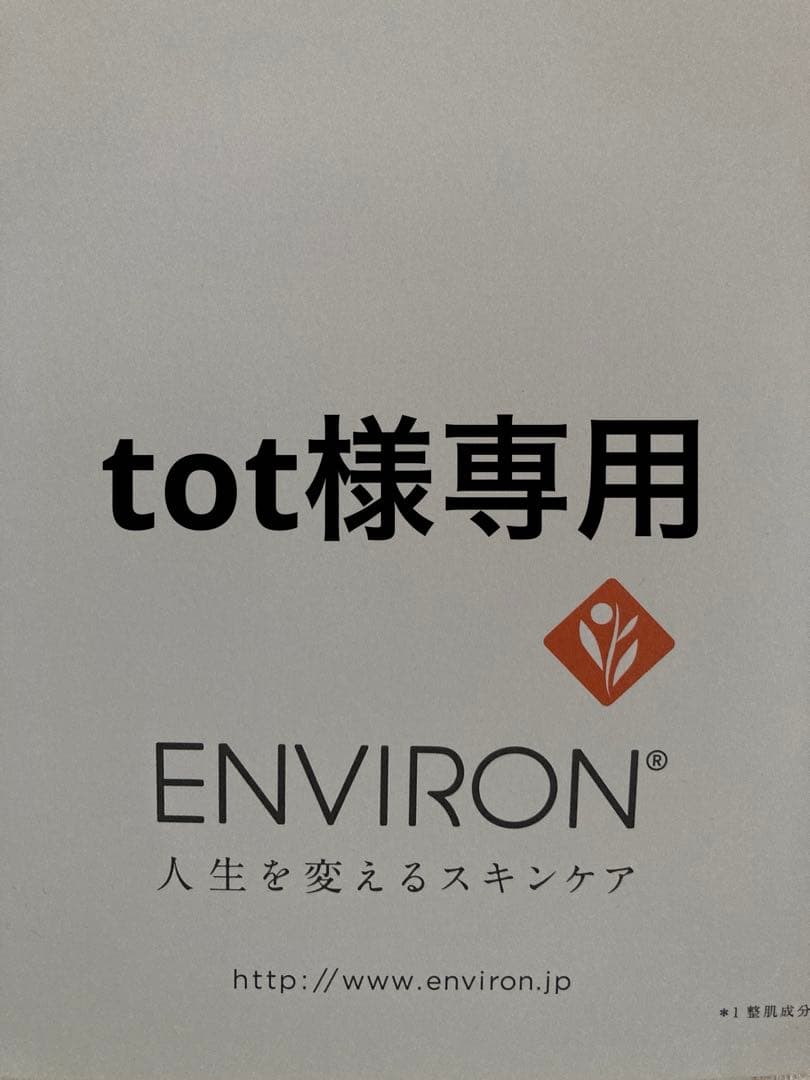 tot様専用
ENVIRON®
人生を変えるスキンケア
http://www.environ.jp
*1 整肌成分